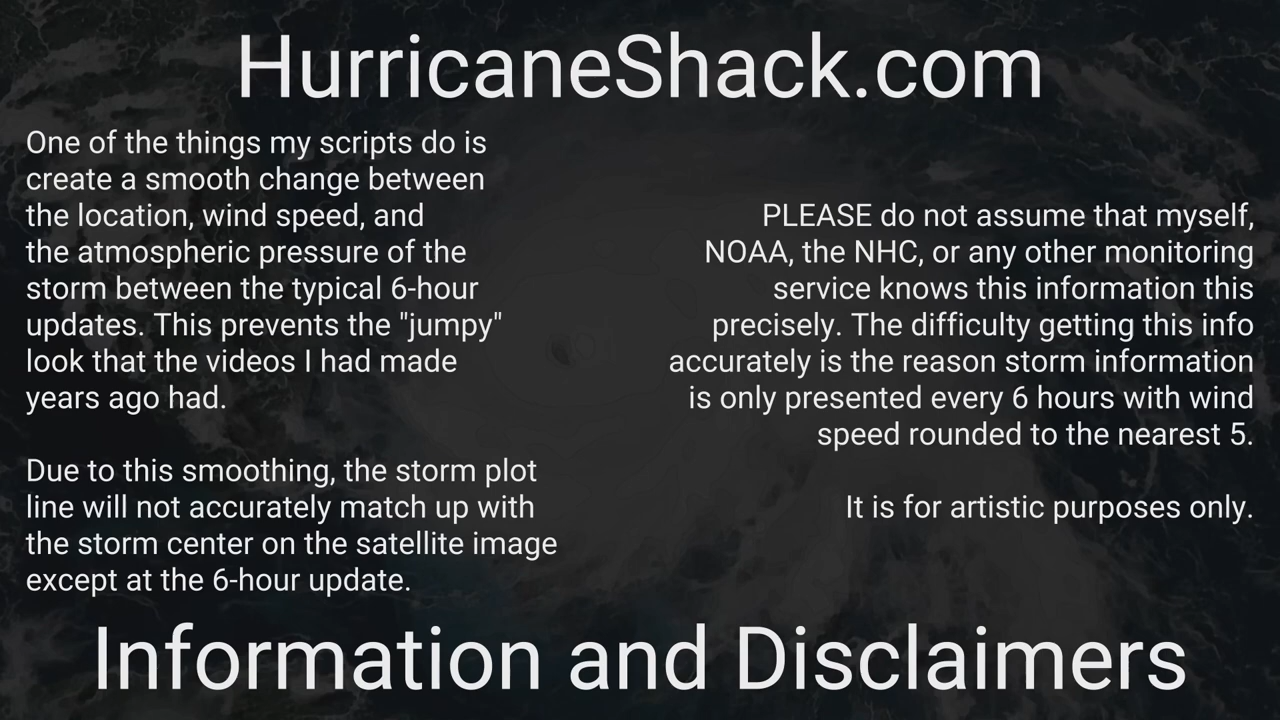 HurricaneShack.com
One of the things my scripts do is
create a smooth change between
the location, wind speed, and
the atmospheric pressure of the
storm between the typical 6-hour
updates. This prevents the "jumpy"
look that the videos I had made
years ago had.
Due to this smoothing, the storm plot
line will not accurately match up with
the storm center on the satellite image
except at the 6-hour update.
PLEASE do not assume that myself,
NOAA, the NHC, or any other monitoring
service knows this information this
precisely. The difficulty getting this info
accurately is the reason storm information
is only presented every 6 hours with wind
speed rounded to the nearest 5.
It is for artistic purposes only.
Information and Disclaimers